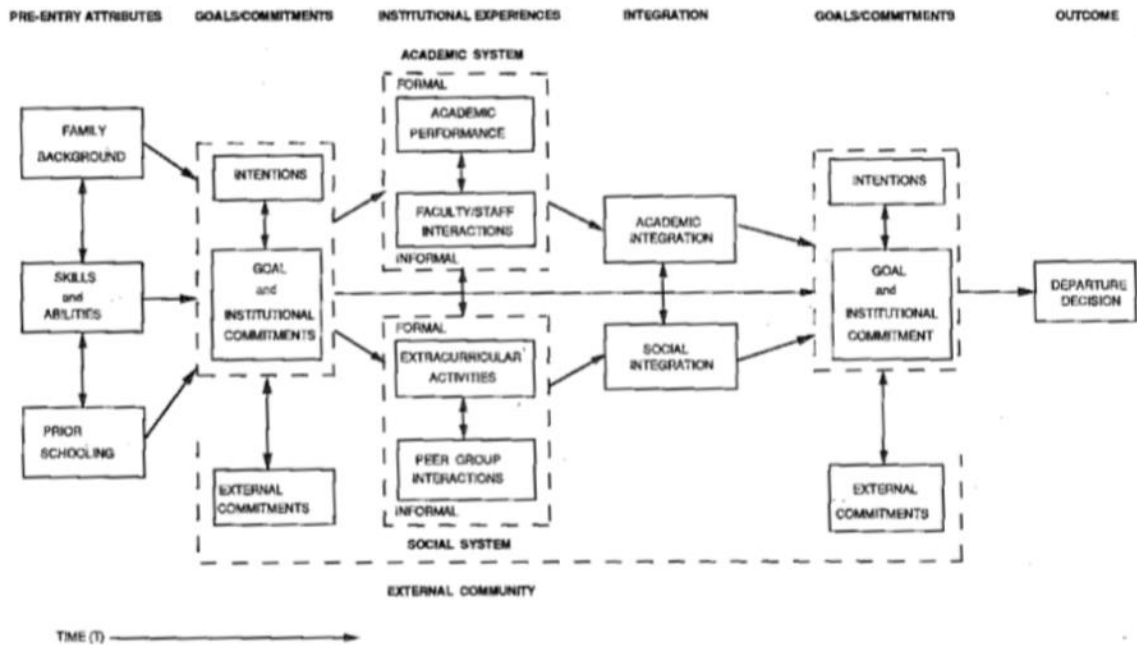 PRE-ENTRY ATTRIBUTES
GOALS/COMMITMENTS
INSTITUTIONAL EXPERIENCES
INTEGRATION
GOALS/COMMITMENTS
OUTCOME
FAMILY
BACKGROUND
SKILLS
and
ABILITIES
PRIOR
SCHOOLING
INTENTIONS
GOAL
and
INSTITUTIONAL
COMMITMENTS
EXTERNAL
COMMITMENTS
ACADEMIC SYSTEM
FORMAL
ACADEMIC
PERFORMANCE
FACULTY/STAFF
INTERACTIONS
INFORMAL
FORMAL
EXTRACURRICULAR
ACTIVITIES
PEER GROUP
INTERACTIONS
INFORMAL
SOCIAL SYSTEM
ACADEMIC
INTEGRATION
SOCIAL
INTEGRATION
INTENTIONS
GOAL
and
INSTITUTIONAL
COMMITMENT
EXTERNAL
COMMITMENTS
DEPARTURE
DECISION
EXTERNAL COMMUNITY
TIME (T)